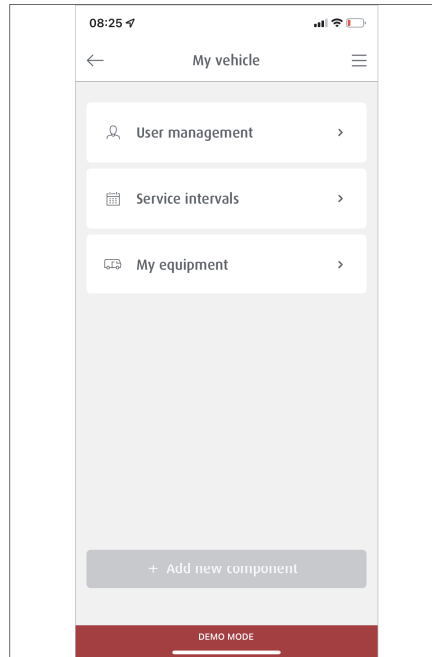 08:25
My vehicle
User management
Service intervals
My equipment
+ Add new component
DEMO MODE